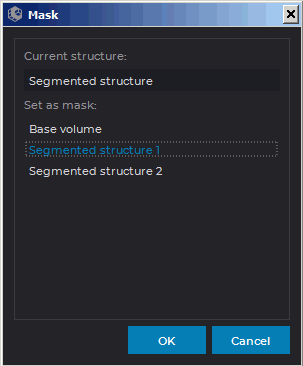 Mask
Current structure:
Segmented structure
Set as mask:
Base volume
Segmented structure 1
Segmented structure 2
OK
Cancel